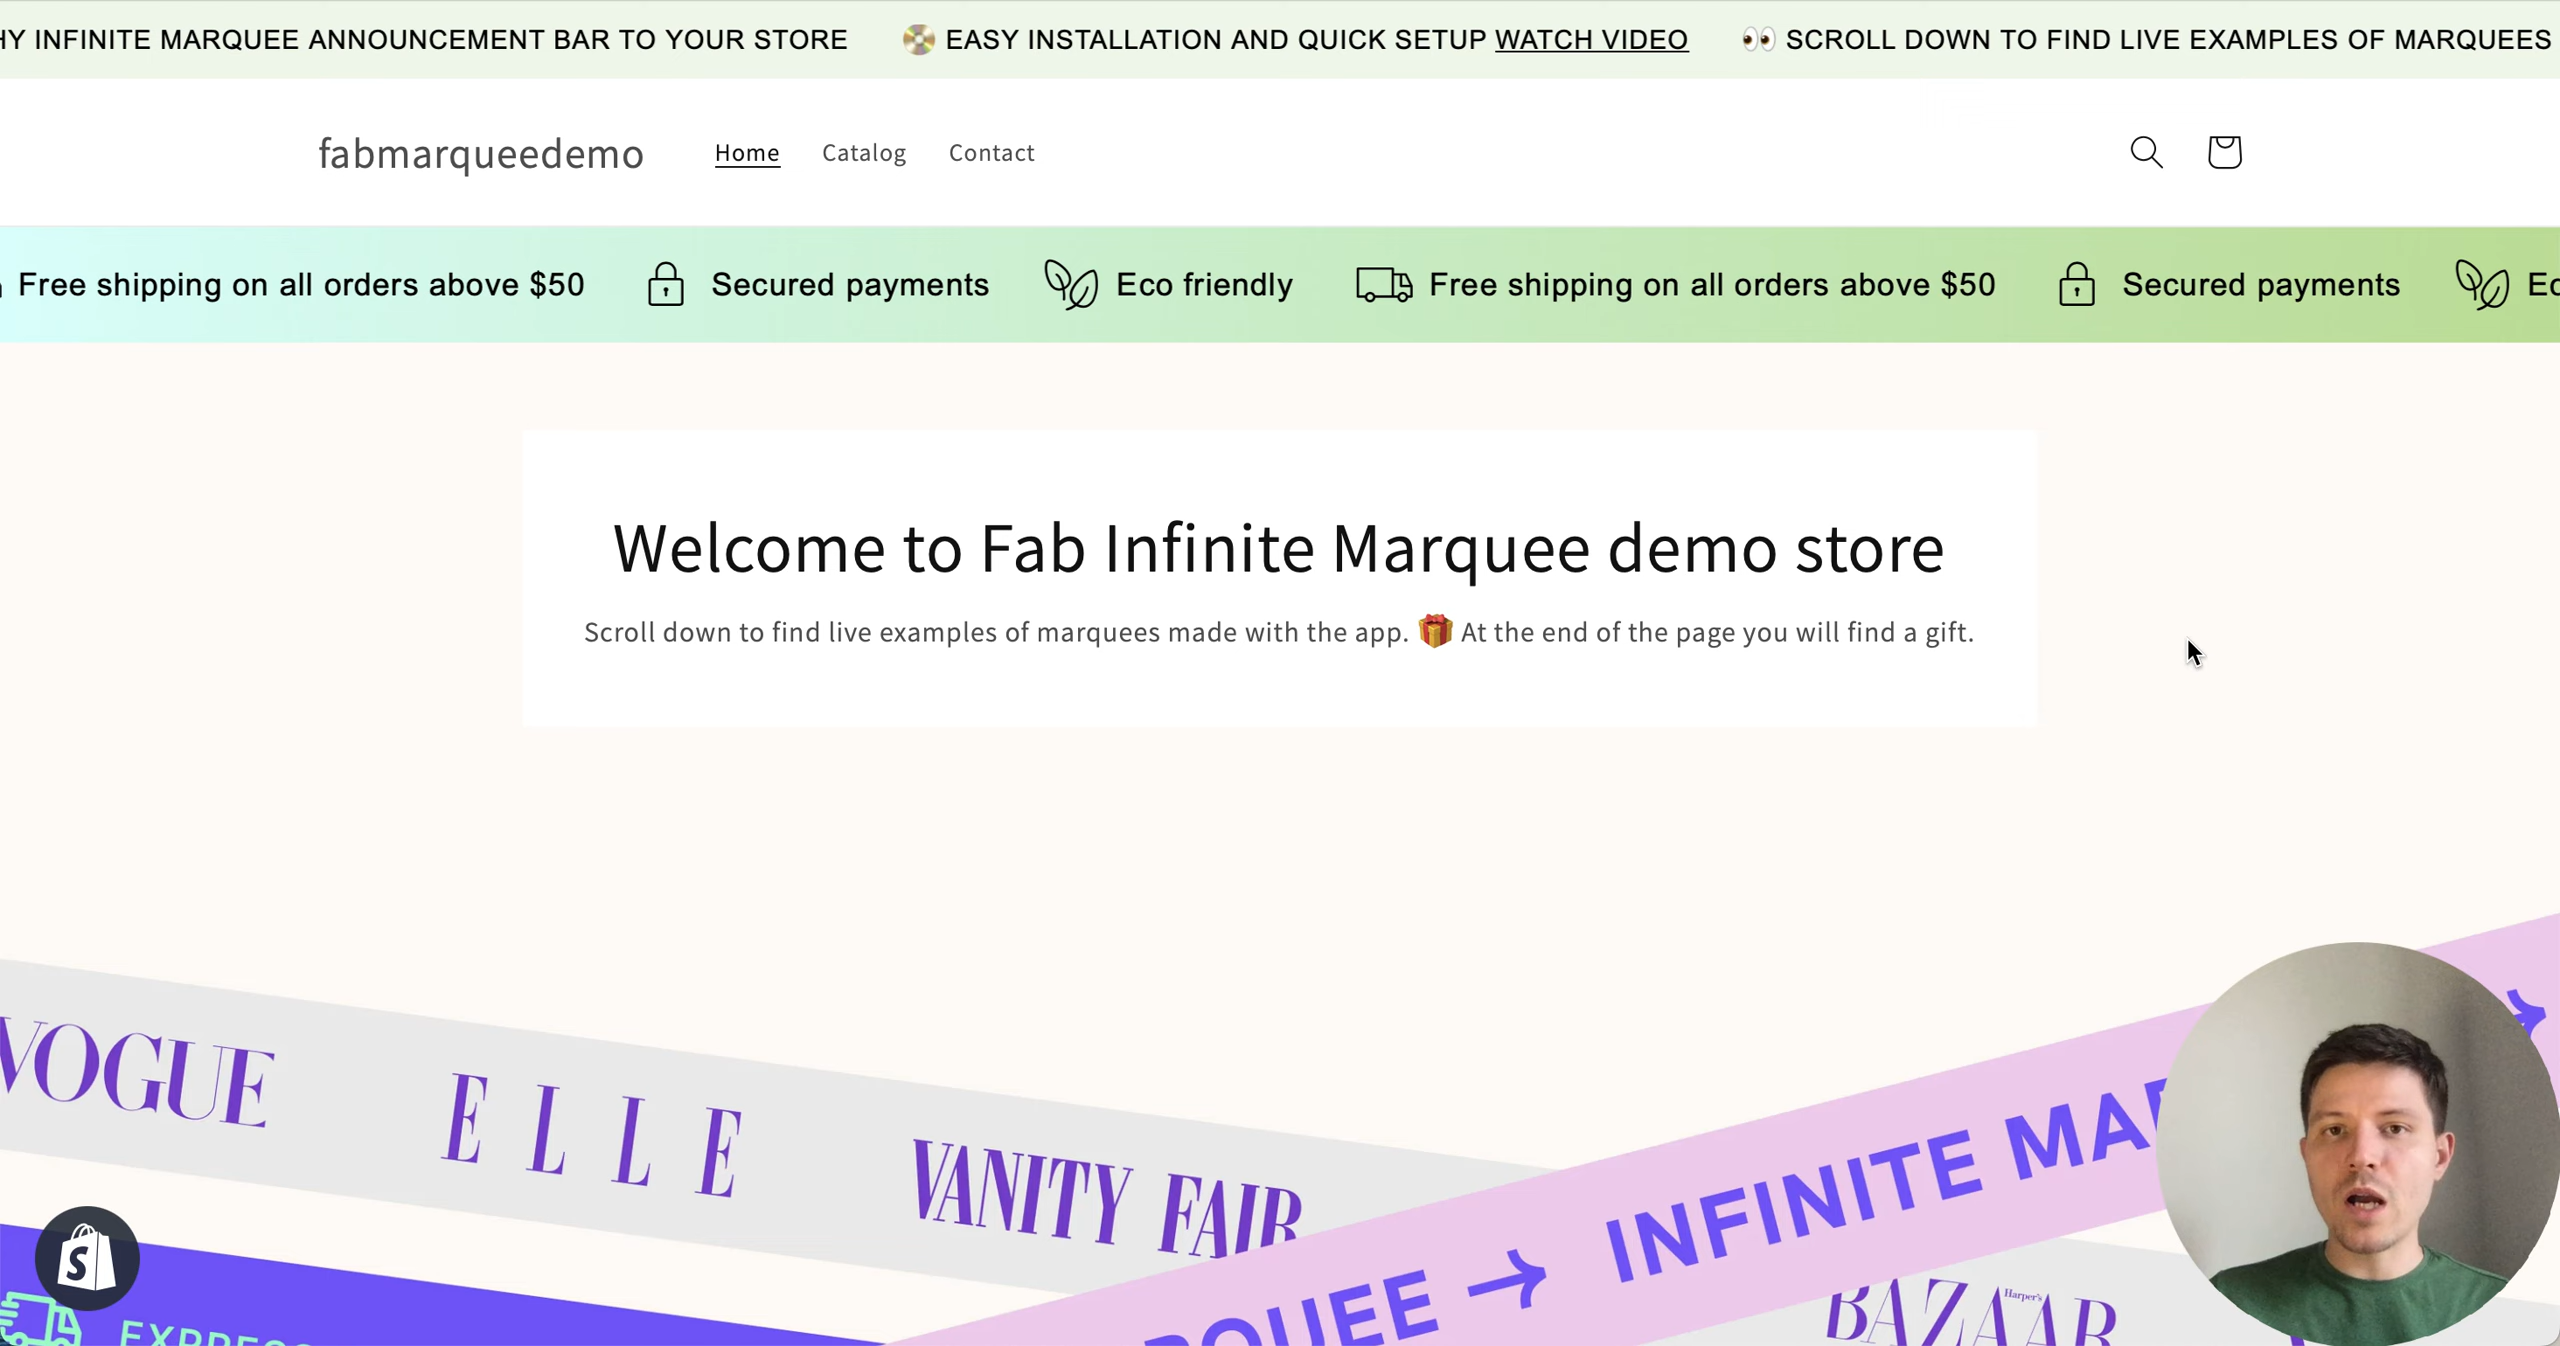 INFINITE MARQUEE ANNOUNCEMENT BAR TO YOUR STORE EASY INSTALLATION AND QUICK SETUP WATCH VIDEO SCROLL DOWN TO FIND LIVE EXAMPLES OF MARQUEES
fabmarqueedemo Home Catalog Contact
Free shipping on all orders above $50 Secured payments Eco friendly Free shipping on all orders above $50 Secured payments
Welcome to Fab Infinite Marquee demo store
Scroll down to find live examples of marquees made with the app. 🎁 At the end of the page you will find a gift.
VOGUE ELLE VANITY FAIR
INFINITE
Harper's
BAZAAR